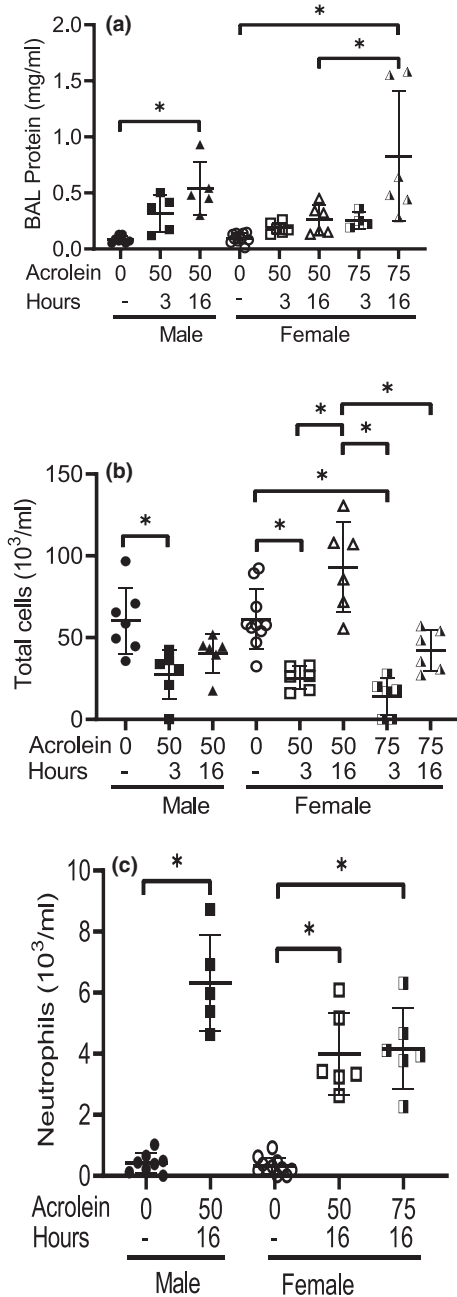 (a)
*
*
*
BAL Protein (mg/ml)
2.0
1.5
1.0
0.5
0.0
Acrolein 0 50 50 0 50 50 75 75
Hours - 3 16 - 3 16 3 16
Male Female
(b)
*
*
*
*
*
*
Total cells (10³/ml)
150
100
50
0
Acrolein 0 50 50 0 50 50 75 75
Hours - 3 16 - 3 16 3 16
Male Female
(c)
*
*
*
Neutrophils (10³/ml)
10
8
6
4
2
0
Acrolein 0 50 0 50 75
Hours - 16 - 16 16
Male Female